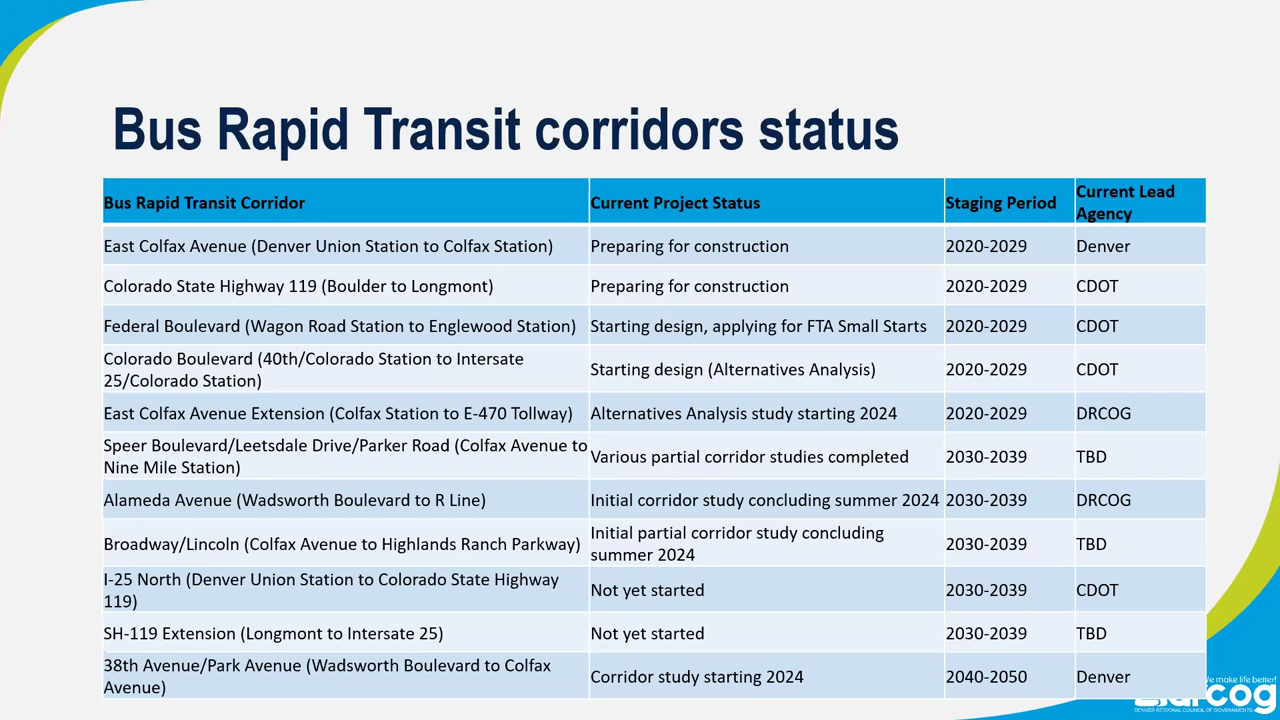 Bus Rapid Transit corridors status
Bus Rapid Transit Corridor Current Project Status Staging Period Current Lead Agency
East Colfax Avenue (Denver Union Station to Colfax Station) Preparing for construction 2020-2029 Denver
Colorado State Highway 119 (Boulder to Longmont) Preparing for construction 2020-2029 CDOT
Federal Boulevard (Wagon Road Station to Englewood Station) Starting design, applying for FTA Small Starts 2020-2029 CDOT
Colorado Boulevard (40th/Colorado Station to Intersate 25/Colorado Station) Starting design (Alternatives Analysis) 2020-2029 CDOT
East Colfax Avenue Extension (Colfax Station to E-470 Tollway) Alternatives Analysis study starting 2024 2020-2029 DRCOG
Speer Boulevard/Leetsdale Drive/Parker Road (Colfax Avenue to Nine Mile Station) Various partial corridor studies completed 2030-2039 TBD
Alameda Avenue (Wadsworth Boulevard to R Line) Initial corridor study concluding summer 2024 2030-2039 DRCOG
Broadway/Lincoln (Colfax Avenue to Highlands Ranch Parkway) Initial partial corridor study concluding summer 2024 2030-2039 TBD
I-25 North (Denver Union Station to Colorado State Highway 119) Not yet started 2030-2039 CDOT
SH-119 Extension (Longmont to Intersate 25) Not yet started 2030-2039 TBD
38th Avenue/Park Avenue (Wadsworth Boulevard to Colfax Avenue) Corridor study starting 2024 2040-2050 Denver
make life better!
DENVER REGIONAL COUNCIL OF GOVERNMENTS